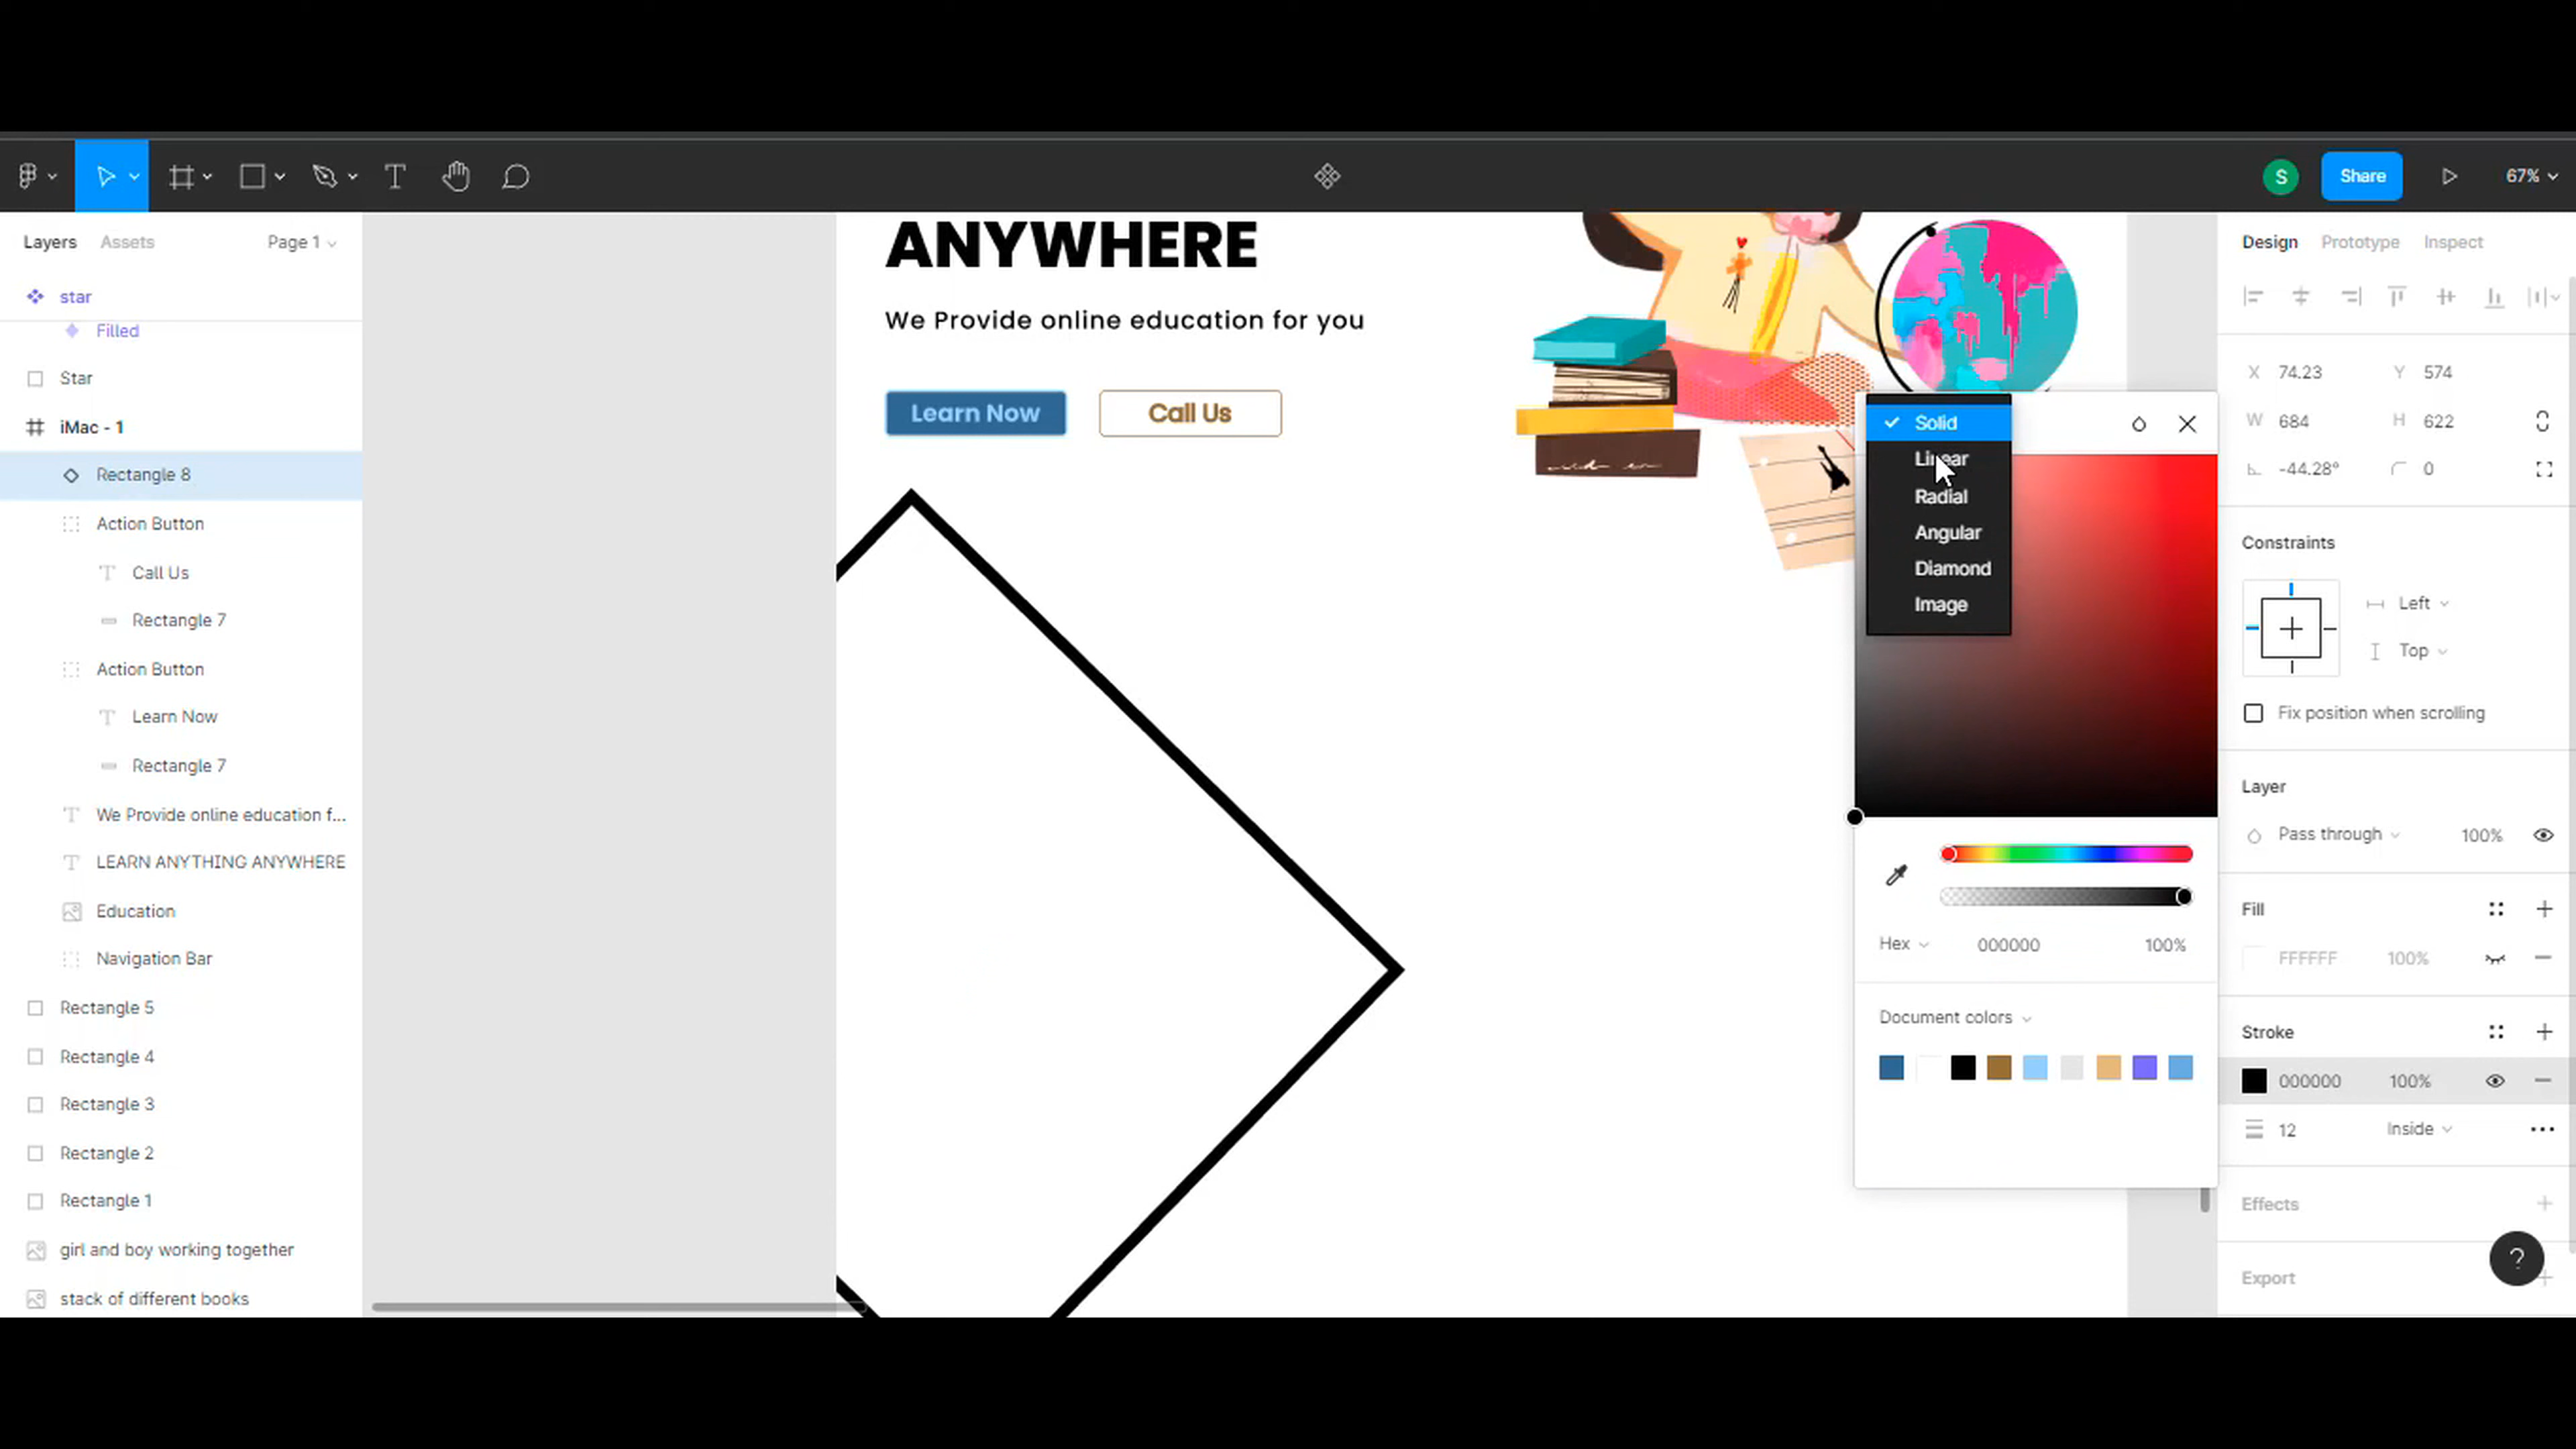 S
Share
67%
Layers
Assets
Page 1
star
Filled
Star
iMac - 1
Rectangle 8
Action Button
Call Us
Rectangle 7
Action Button
Learn Now
Rectangle 7
We Provide online education f...
LEARN ANYTHING ANYWHERE
Education
Navigation Bar
Rectangle 5
Rectangle 4
Rectangle 3
Rectangle 2
Rectangle 1
girl and boy working together
stack of different books
ANYWHERE
We Provide online education for you
Learn Now
Call Us
Solid
Linear
Radial
Angular
Diamond
Image
Hex
000000
100%
Document colors
Design
Prototype
Inspect
X 74.23 Y 574
W 684 H 622
-44.28° 0
Constraints
Left
Top
Fix position when scrolling
Layer
Pass through 100%
Fill
FFFFFF 100%
Stroke
000000 100%
12 Inside
Effects
Export
?